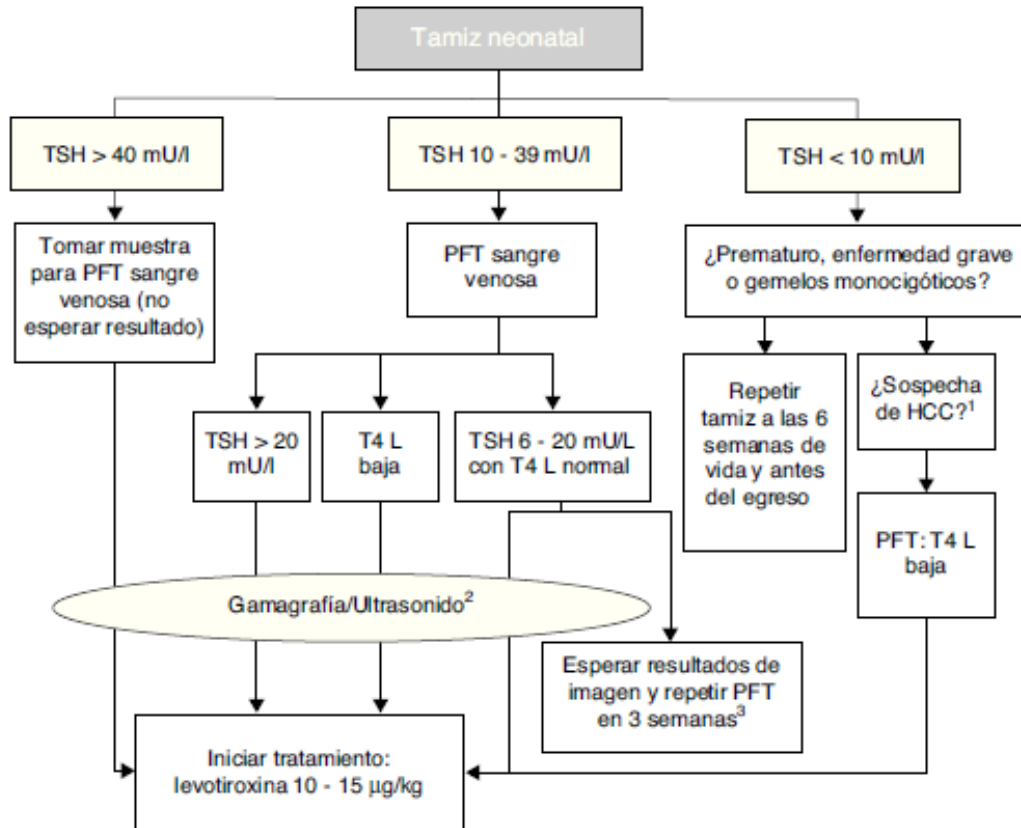 Tamiz neonatal
TSH > 40 mU/l
TSH 10 - 39 mU/l
TSH < 10 mU/l
Tomar muestra
para PFT sangre
venosa (no
esperar resultado)
PFT sangre
venosa
¿Prematuro, enfermedad grave
o gemelos monocigóticos?
TSH > 20
mU/l
T4 L
baja
TSH 6 - 20 mU/L
con T4 L normal
Repetir
tamiz a las 6
semanas de
vida y antes
del egreso
¿Sospecha
de HCC?¹
PFT: T4 L
baja
Gamagrafía/Ultrasonido²
Esperar resultados de
imagen y repetir PFT
en 3 semanas³
Iniciar tratamiento:
levotiroxina 10 - 15 µg/kg